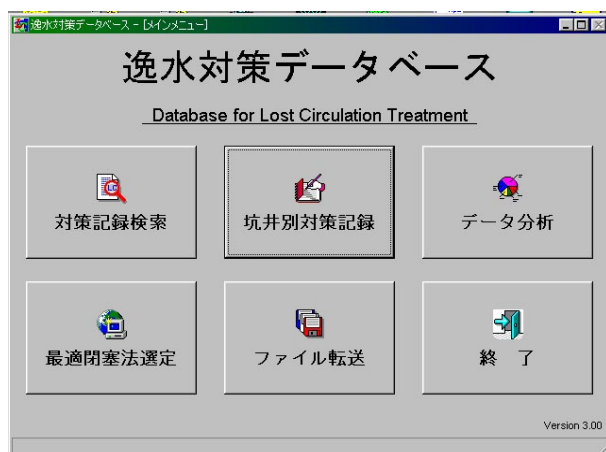 逸水対策データベース - [メインメニュー]
逸水対策データベース
Database for Lost Circulation Treatment
対策記録検索
坑井別対策記録
データ分析
最適閉塞法選定
ファイル転送
終 了
Version 3.00